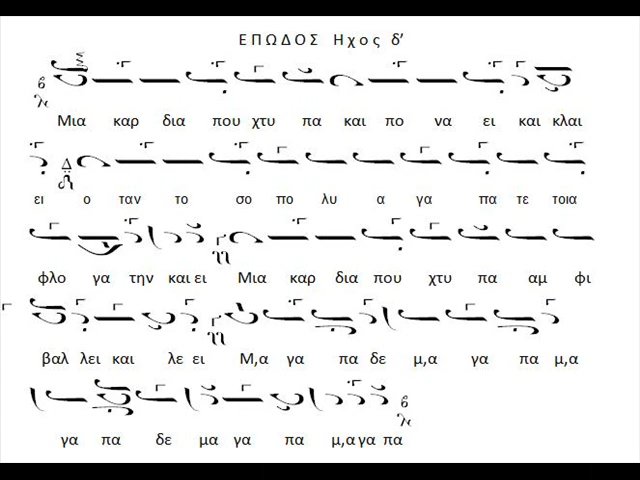 ΕΠΩΔΟΣ Ηχος δ’
Μια καρ δια που χτυ πα και πο να ει και κλαι
ει ο ταν το σο πο λυ α γα πα τε τοια
φλο γα την και ει Μια καρ δια που χτυ πα αμ φι
βαλ λει και λε ει Μ,α γα πα δε μ,α γα πα μ,α
γα πα δε μα γα πα μ,α γα πα